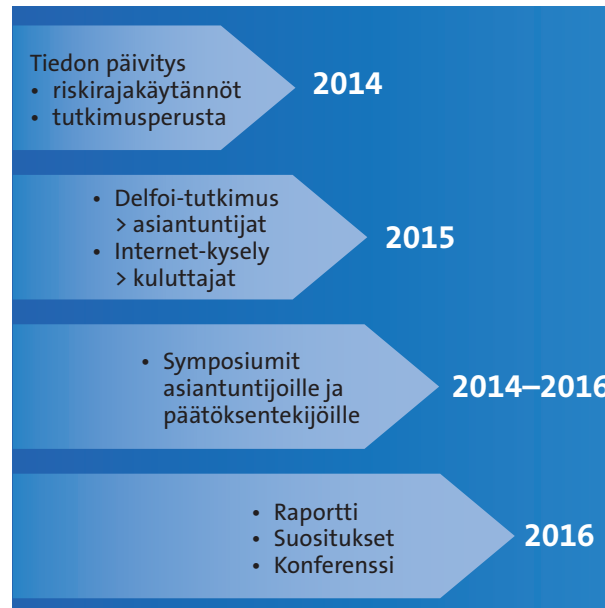 Tiedon päivitys
• riskirajakäytännöt
• tutkimusperusta
2014
• Delfoi-tutkimus
> asiantuntijat
• Internet-kysely
> kuluttajat
2015
• Symposiumit
asiantuntijoille ja
päätöksentekijöille
2014–2016
• Raportti
• Suositukset
• Konferenssi
2016